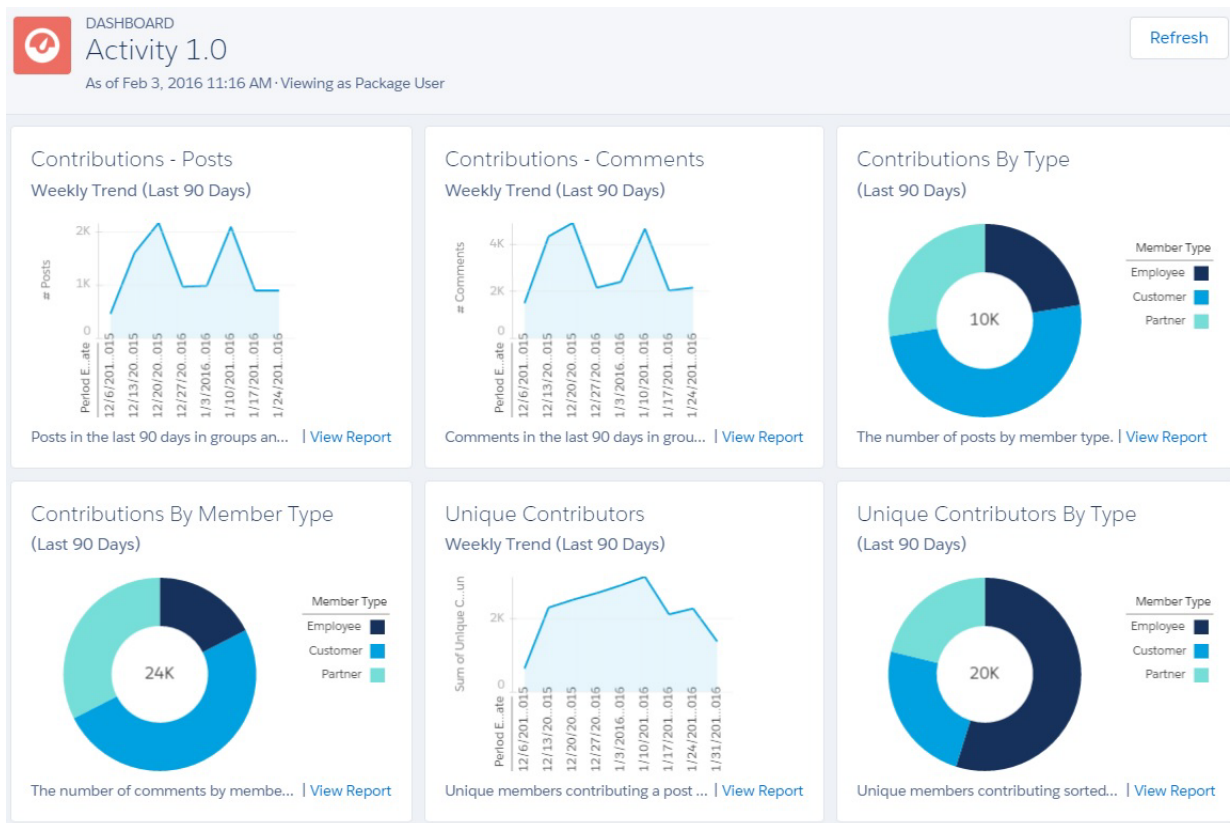 DASHBOARD
Activity 1.0
As of Feb 3, 2016 11:16 AM · Viewing as Package User
Refresh
Contributions - Posts
Weekly Trend (Last 90 Days)
# Posts
2K
1K
0
Period E...ate
12/6/201...015
12/13/20...015
12/20/20...015
12/27/20...016
1/3/2016...016
1/10/201...016
1/17/201...016
1/24/201...016
Posts in the last 90 days in groups an... | View Report
Contributions - Comments
Weekly Trend (Last 90 Days)
# Comments
4K
2K
0
Period E...ate
12/6/201...015
12/13/20...015
12/20/20...015
12/27/20...016
1/3/2016...016
1/10/201...016
1/17/201...016
1/24/201...016
Comments in the last 90 days in grou... | View Report
Contributions By Type
(Last 90 Days)
10K
Member Type
Employee
Customer
Partner
The number of posts by member type. | View Report
Contributions By Member Type
(Last 90 Days)
24K
Member Type
Employee
Customer
Partner
The number of comments by membe... | View Report
Unique Contributors
Weekly Trend (Last 90 Days)
Sum of Unique C...un
2K
0
Period E...ate
12/6/201...015
12/13/20...015
12/20/20...015
12/27/20...016
1/3/2016...016
1/10/201...016
1/17/201...016
1/24/201...016
1/31/201...016
Unique members contributing a post ... | View Report
Unique Contributors By Type
(Last 90 Days)
20K
Member Type
Employee
Customer
Partner
Unique members contributing sorted... | View Report